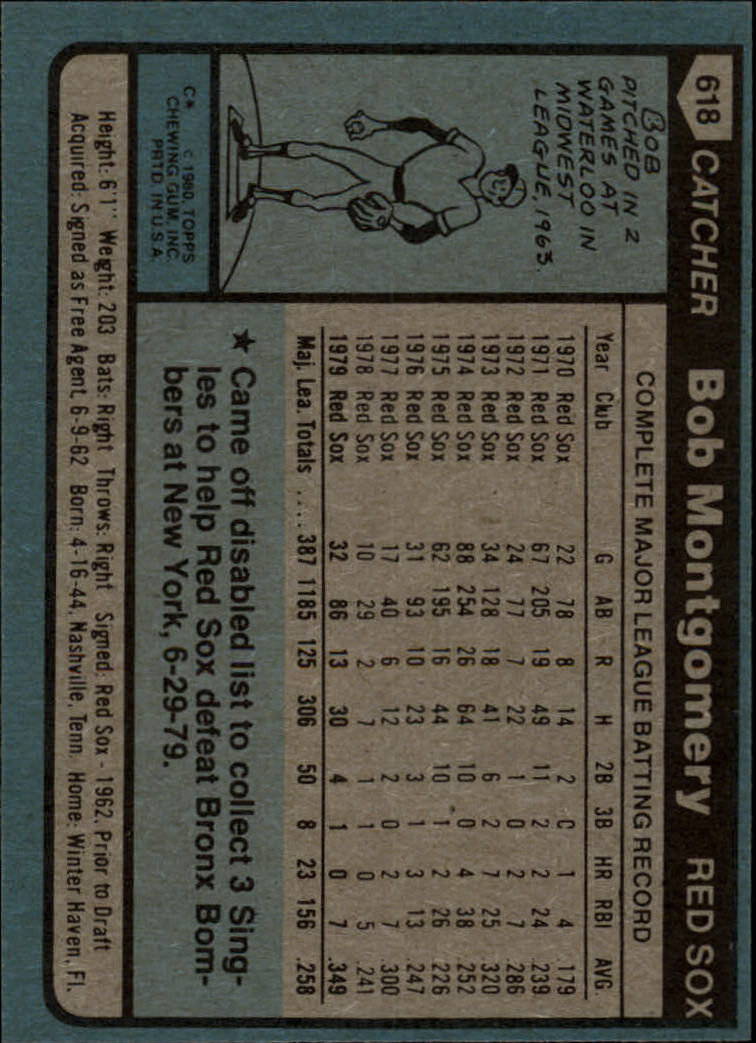 618 CATCHER Bob Montgomery RED SOX
BOB
PITCHED IN 2
GAMES AT
WATERLOO IN
MIDWEST
LEAGUE, 1963.
C* © 1980 TOPPS
CHEWING GUM, INC.
PRTD. IN U.S.A.
COMPLETE MAJOR LEAGUE BATTING RECORD
Year Club G AB R H 2B 3B HR RBI AVG.
1970 Red Sox 22 78 8 14 2 0 1 4 .179
1971 Red Sox 67 205 19 49 11 2 2 24 .239
1972 Red Sox 24 77 7 22 1 0 2 7 .286
1973 Red Sox 34 128 18 41 6 2 7 25 .320
1974 Red Sox 88 254 26 64 10 0 4 38 .252
1975 Red Sox 62 195 16 44 10 1 2 26 .226
1976 Red Sox 31 93 10 23 3 1 3 13 .247
1977 Red Sox 17 40 6 12 2 0 2 7 .300
1978 Red Sox 10 29 2 7 1 1 0 5 .241
1979 Red Sox 32 86 13 30 4 1 0 7 .349
Maj. Lea. Totals .... 387 1185 125 306 50 8 23 156 .258
★ Came off disabled list to collect 3 Sing-
les to help Red Sox defeat Bronx Bom-
bers at New York, 6-29-79.
Height: 6'1" Weight: 203 Bats: Right Throws: Right Signed: Red Sox - 1962, Prior to Draft
Acquired: Signed as Free Agent, 6-9-62 Born: 4-16-44, Nashville, Tenn. Home: Winter Haven, Fl.